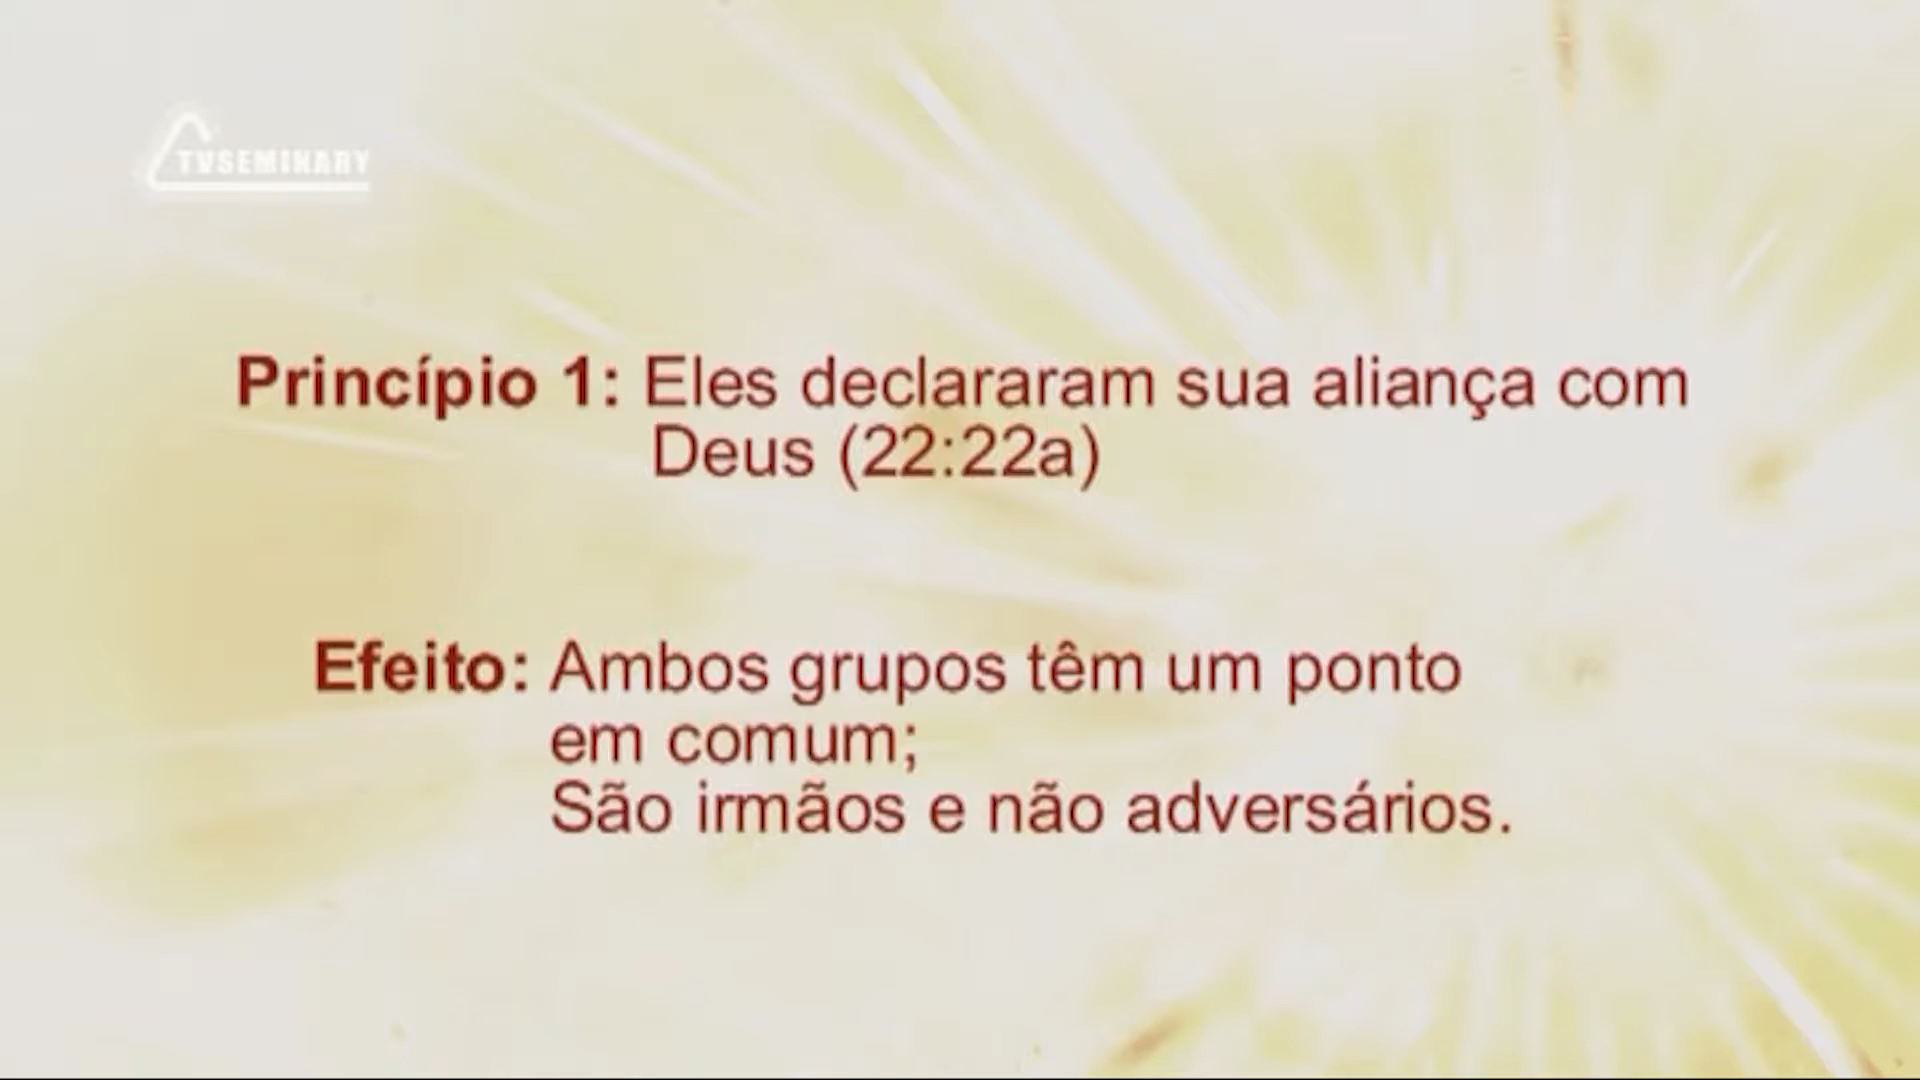 TVSEMINARY
Princípio 1: Eles declararam sua aliança com
Deus (22:22a)
Efeito: Ambos grupos têm um ponto
em comum;
São irmãos e não adversários.